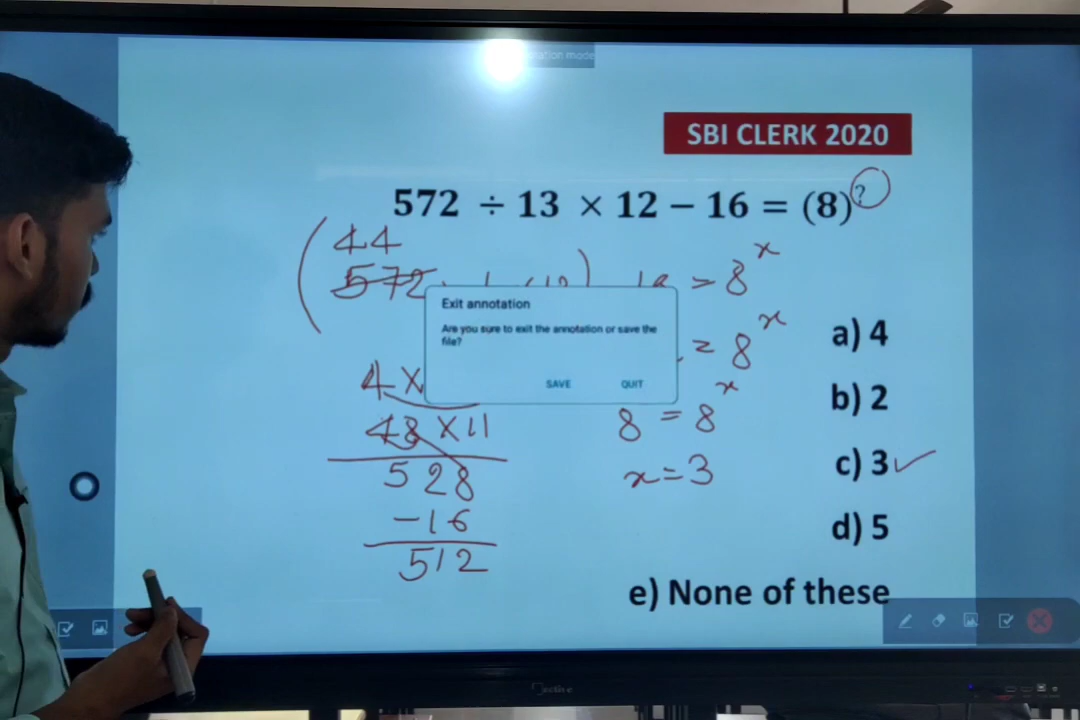 SBI CLERK 2020
572 ÷ 13 × 12 − 16 = (8)^?
44
572 = 8^x
= 8^x
Exit annotation
Are you sure to exit the annotation or save the
file?
SAVE QUIT
4×
8 = 8^x
48 × 11
528
x = 3
−16
512
a) 4
b) 2
c) 3 ✓
d) 5
e) None of these